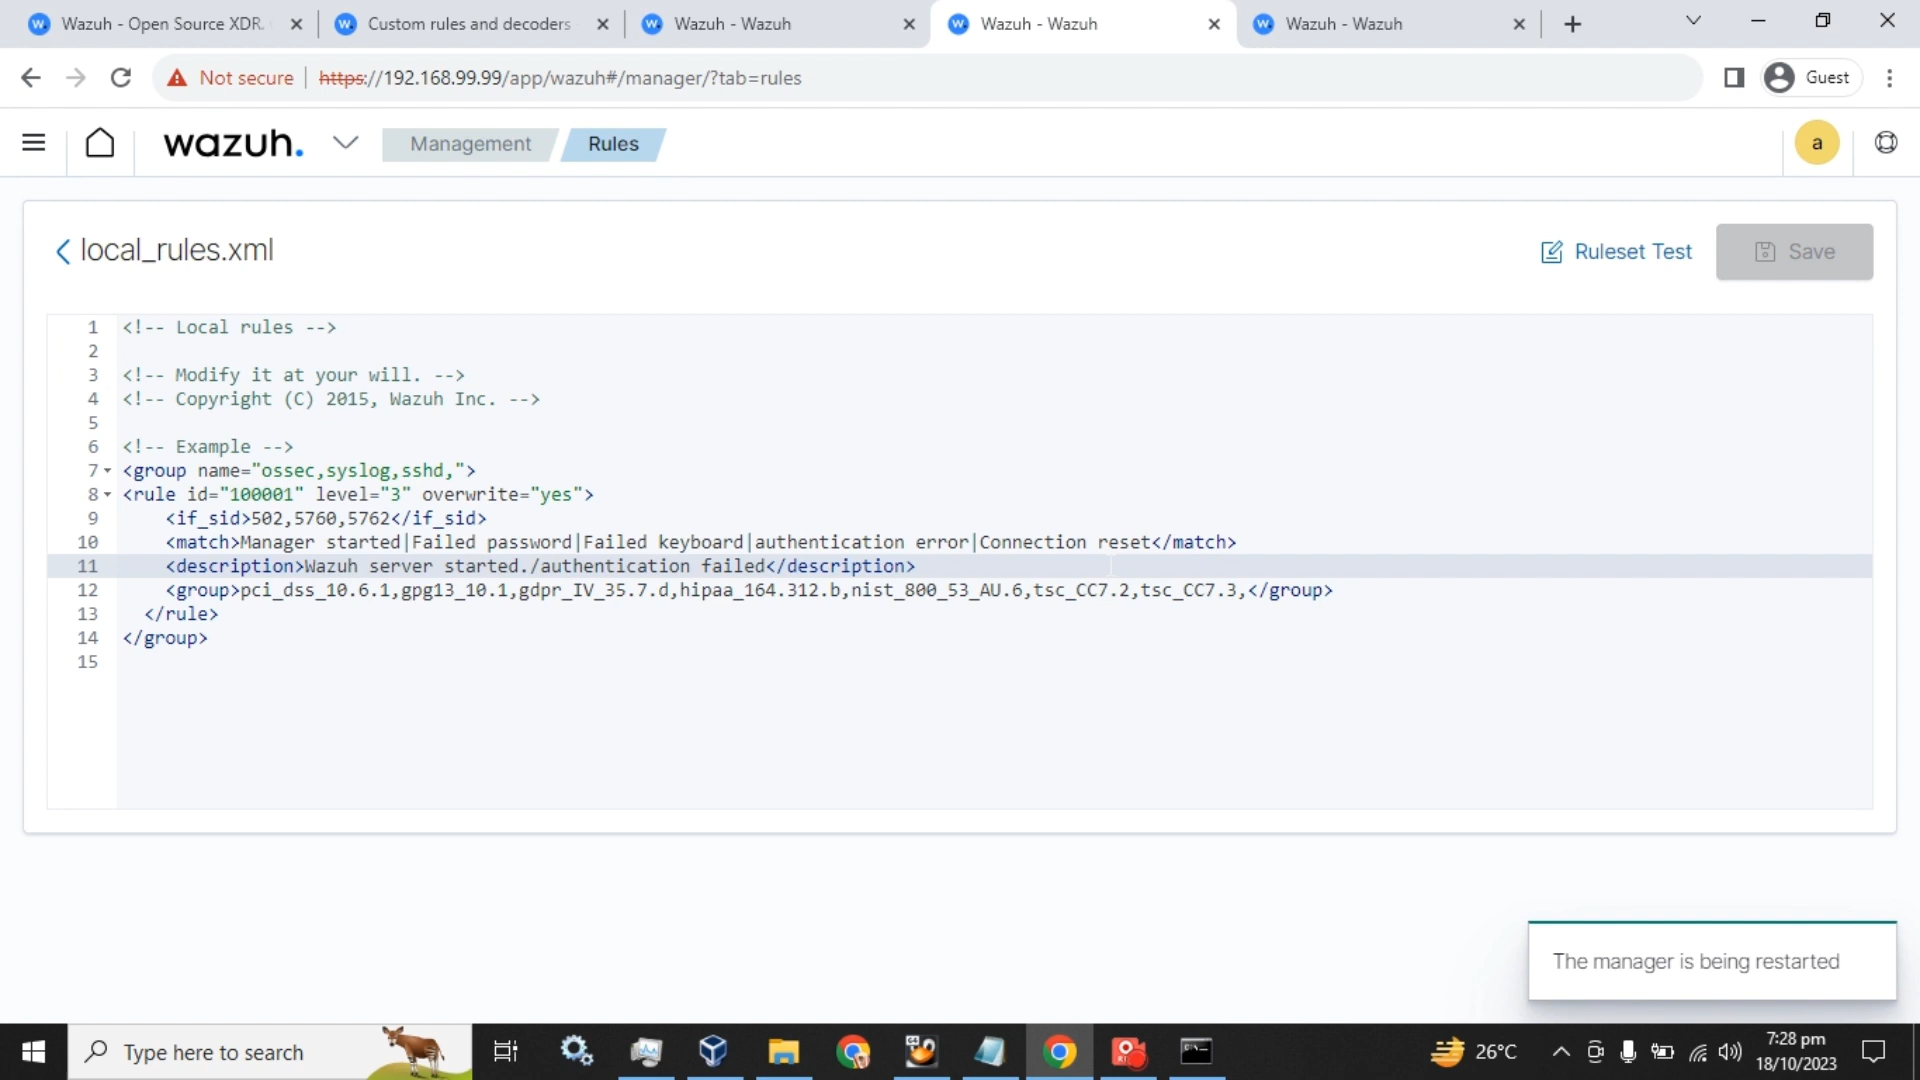 Wazuh - Open Source XDR.
Custom rules and decoders
Wazuh - Wazuh
Wazuh - Wazuh
Wazuh - Wazuh
Not secure
https://192.168.99.99/app/wazuh#/manager/?tab=rules
Guest
wazuh.
Management
Rules
a
local_rules.xml
Ruleset Test
Save
1 <!-- Local rules -->
2
3 <!-- Modify it at your will. -->
4 <!-- Copyright (C) 2015, Wazuh Inc. -->
5
6 <!-- Example -->
7 <group name="ossec,syslog,sshd,">
8 <rule id="100001" level="3" overwrite="yes">
9 <if_sid>502,5760,5762</if_sid>
10 <match>Manager started|Failed password|Failed keyboard|authentication error|Connection reset</match>
11 <description>Wazuh server started./authentication failed</description>
12 <group>pci_dss_10.6.1,gpg13_10.1,gdpr_IV_35.7.d,hipaa_164.312.b,nist_800_53_AU.6,tsc_CC7.2,tsc_CC7.3,</group>
13 </rule>
14 </group>
15
The manager is being restarted
Type here to search
26°C
7:28 pm
18/10/2023